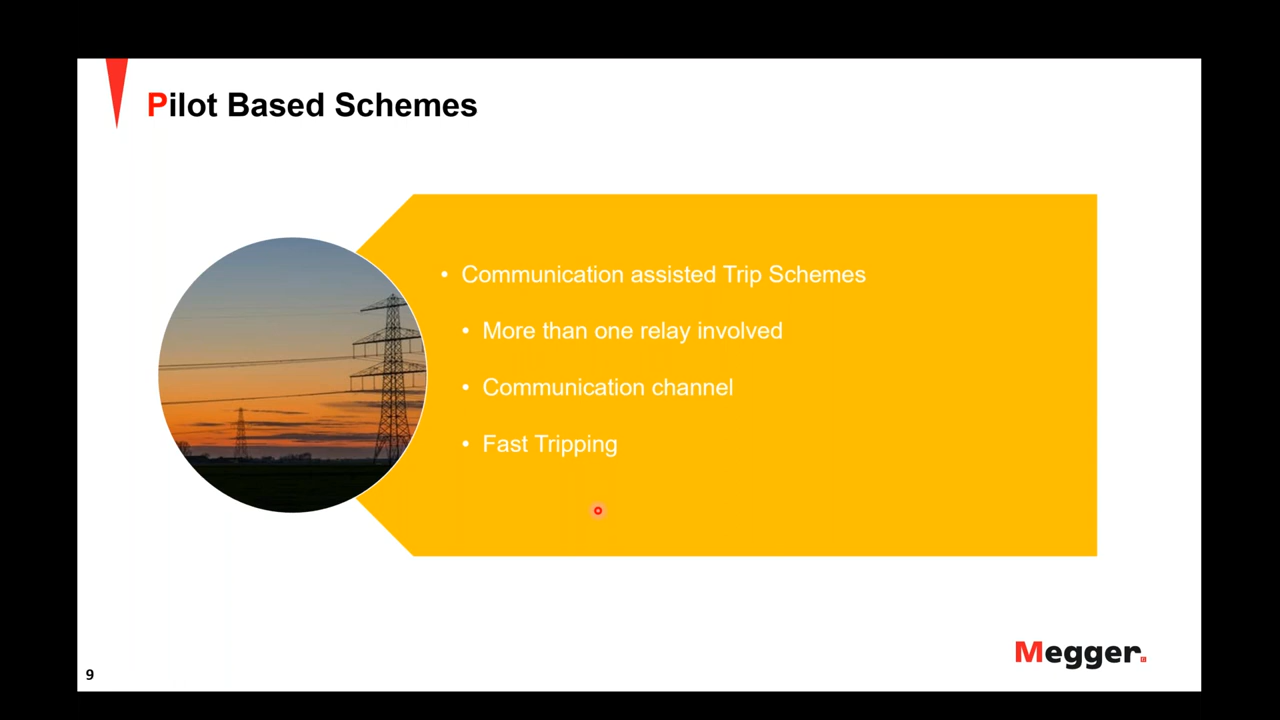 Pilot Based Schemes
• Communication assisted Trip Schemes
• More than one relay involved
• Communication channel
• Fast Tripping
Megger
9